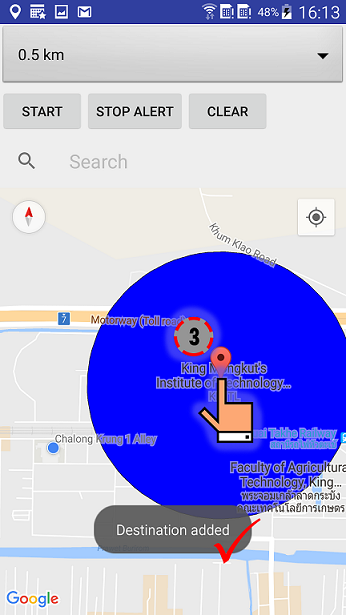 48% 16:13
0.5 km
START STOP ALERT CLEAR
Search
Khum Klao Road
7 Motorway (Toll road)
3
King Mongkut's
Institute of Technology...
Chalong Krung 1 Alloy
Railway
Faculty of Agricultural
Technology, King...
พระจอมเกล้าลาดกระบัง
คณะเทคโนโลยีการเกษตร
Destination added
Google